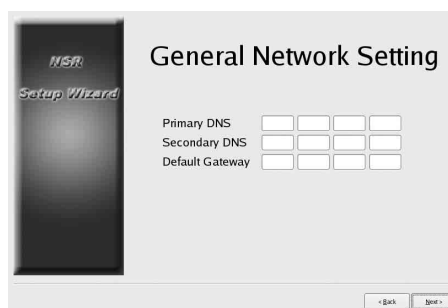 NSR
Setup Wizard
General Network Setting
Primary DNS
Secondary DNS
Default Gateway
< Back
Next >